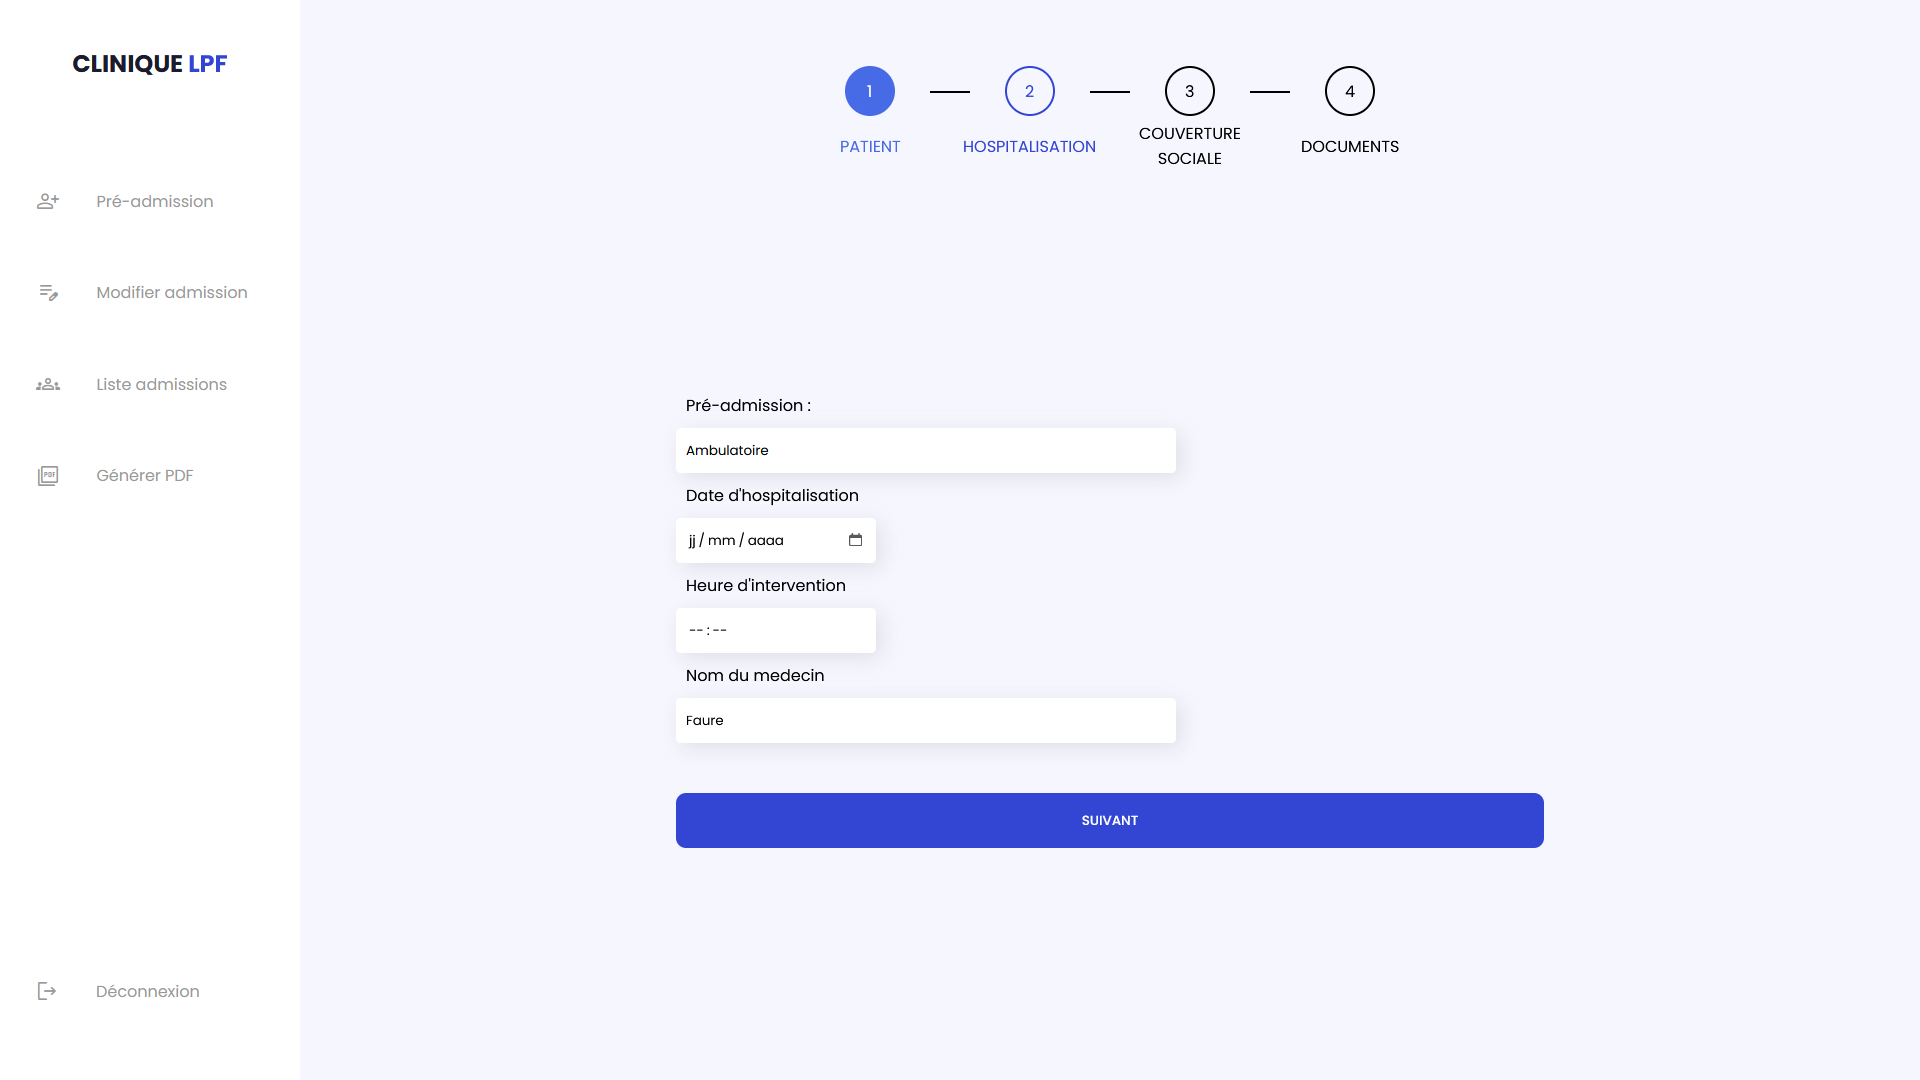 CLINIQUE LPF
Pré-admission
Modifier admission
Liste admissions
PDF
Générer PDF
Déconnexion
1
2
3
4
PATIENT
HOSPITALISATION
COUVERTURE
SOCIALE
DOCUMENTS
Pré-admission :
Ambulatoire
Date d'hospitalisation
jj / mm / aaaa
Heure d'intervention
-- : --
Nom du medecin
Faure
SUIVANT